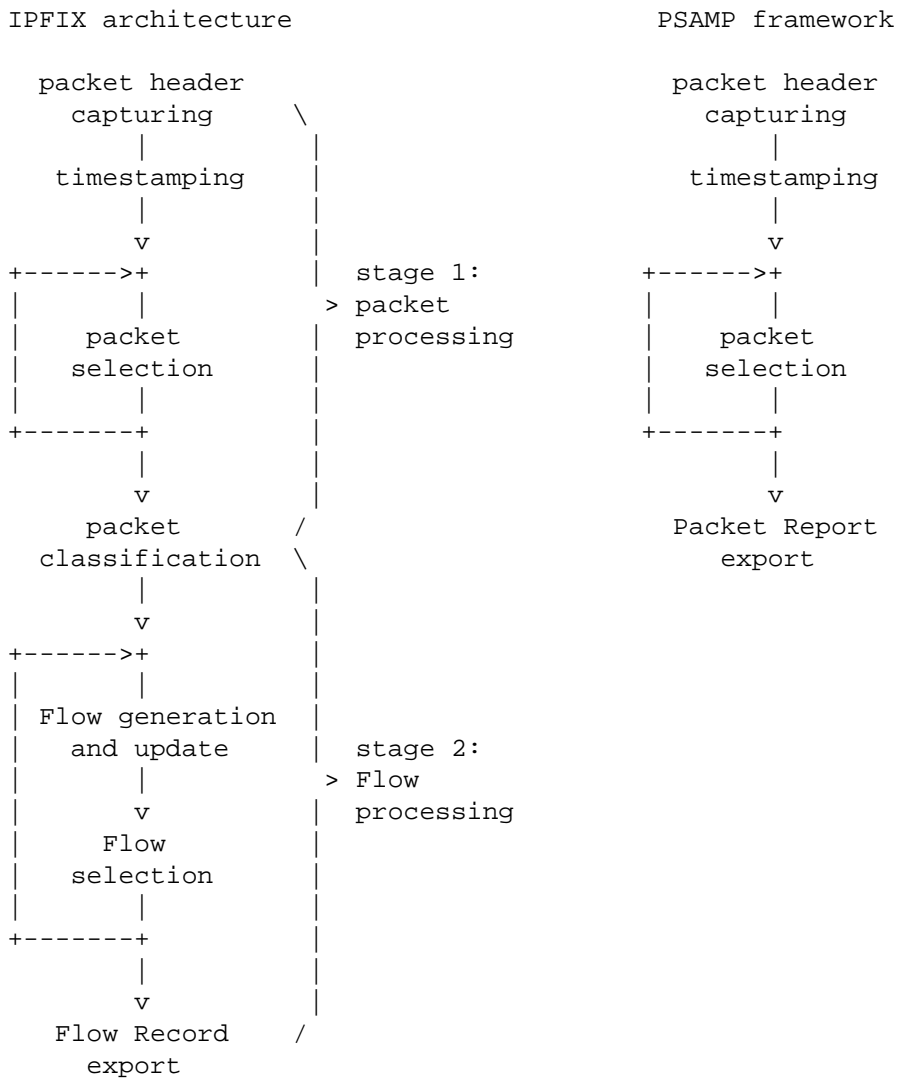 IPFIX architecture PSAMP framework
packet header packet header
capturing \ capturing
| | |
timestamping | timestamping
| | |
v | v
+------>+ | stage 1: +------>+
| | > packet | |
| packet | processing | packet
| selection | | selection
| | | | |
+-------+ | +-------+
| | |
v | v
packet / Packet Report
classification \ export
| |
v |
+------>+ |
| | |
| Flow generation |
| and update | stage 2:
| | > Flow
| v | processing
| Flow |
| selection |
| | |
+-------+ |
| |
v |
Flow Record /
export